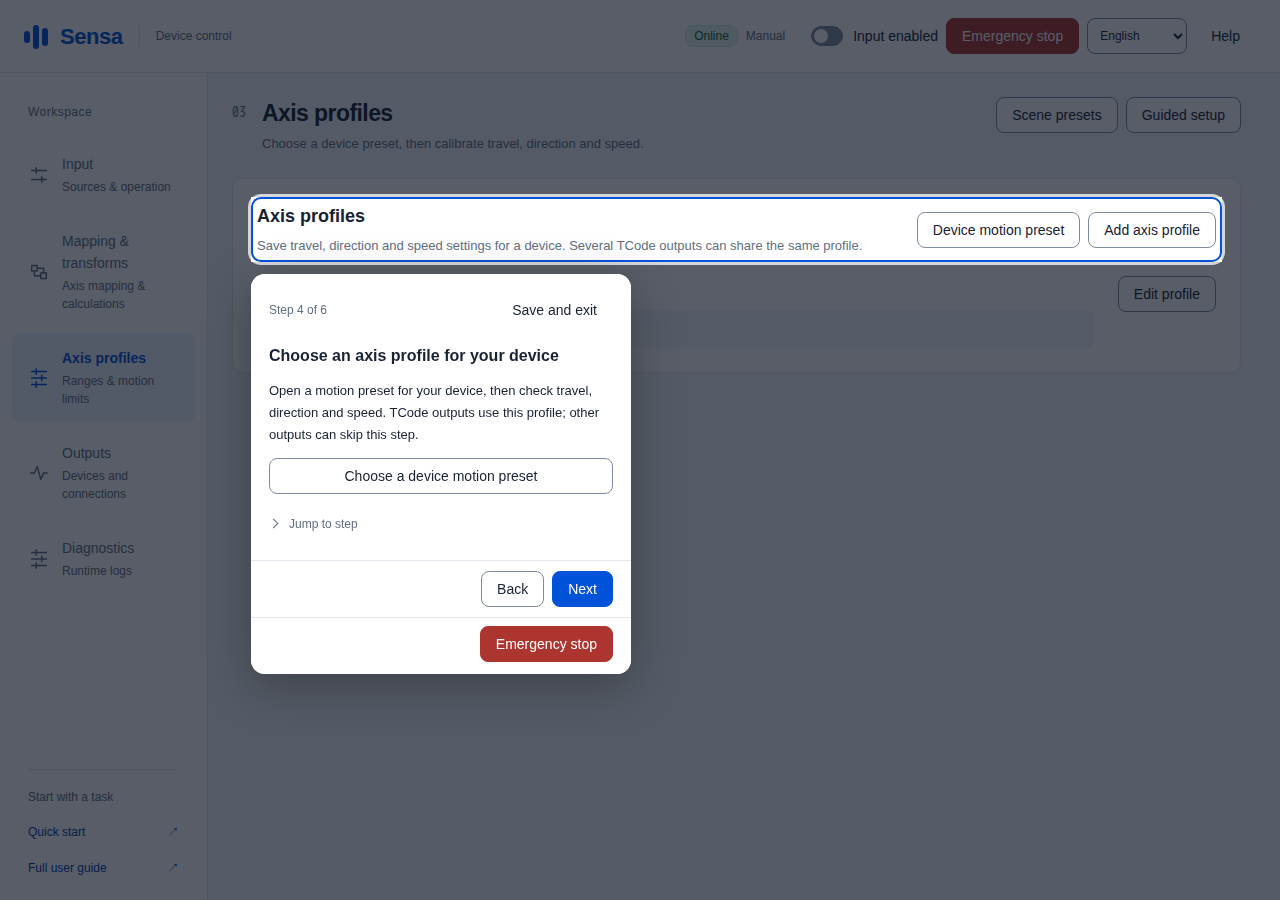 Sensa
Device control
Online
Manual
Input enabled
Emergency stop
English
Help
Workspace
Input
Sources & operation
Mapping &
transforms
Axis mapping &
calculations
Axis profiles
Ranges & motion
limits
Outputs
Devices and
connections
Diagnostics
Runtime logs
Start with a task
Quick start
Full user guide
03
Axis profiles
Choose a device preset, then calibrate travel, direction and speed.
Scene presets
Guided setup
Axis profiles
Save travel, direction and speed settings for a device. Several TCode outputs can share the same profile.
Device motion preset
Add axis profile
Edit profile
Step 4 of 6
Save and exit
Choose an axis profile for your device
Open a motion preset for your device, then check travel,
direction and speed. TCode outputs use this profile; other
outputs can skip this step.
Choose a device motion preset
Jump to step
Back
Next
Emergency stop